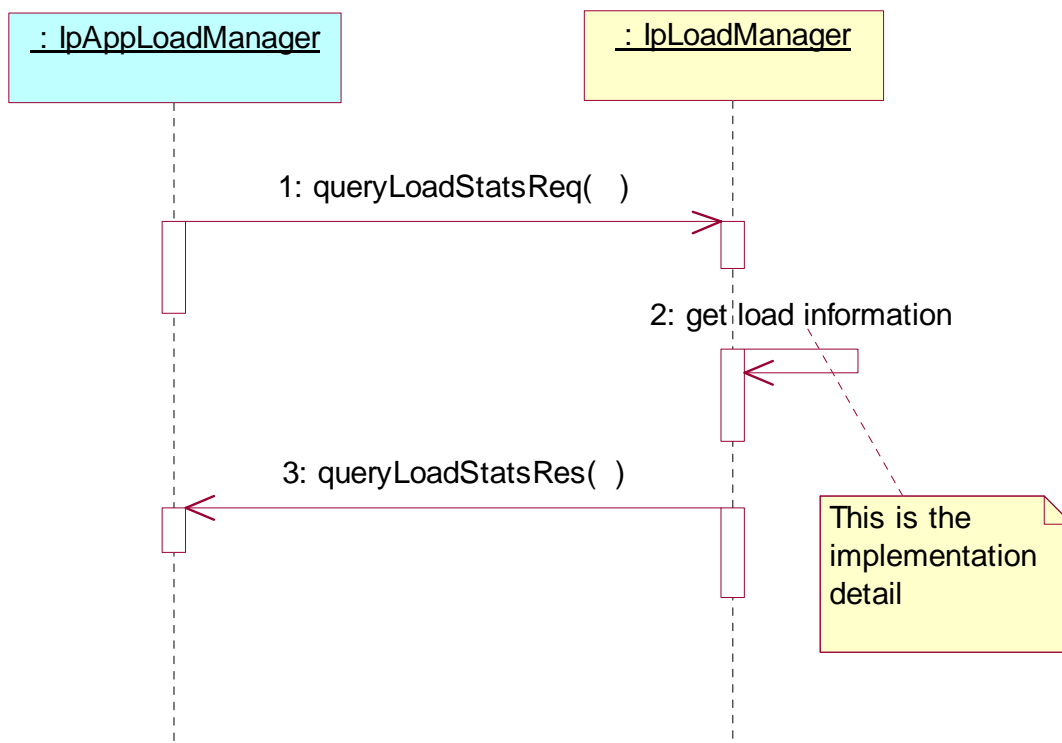 : IpAppLoadManager
: IpLoadManager
1: queryLoadStatsReq( )
2: get load information
3: queryLoadStatsRes( )
This is the
implementation
detail